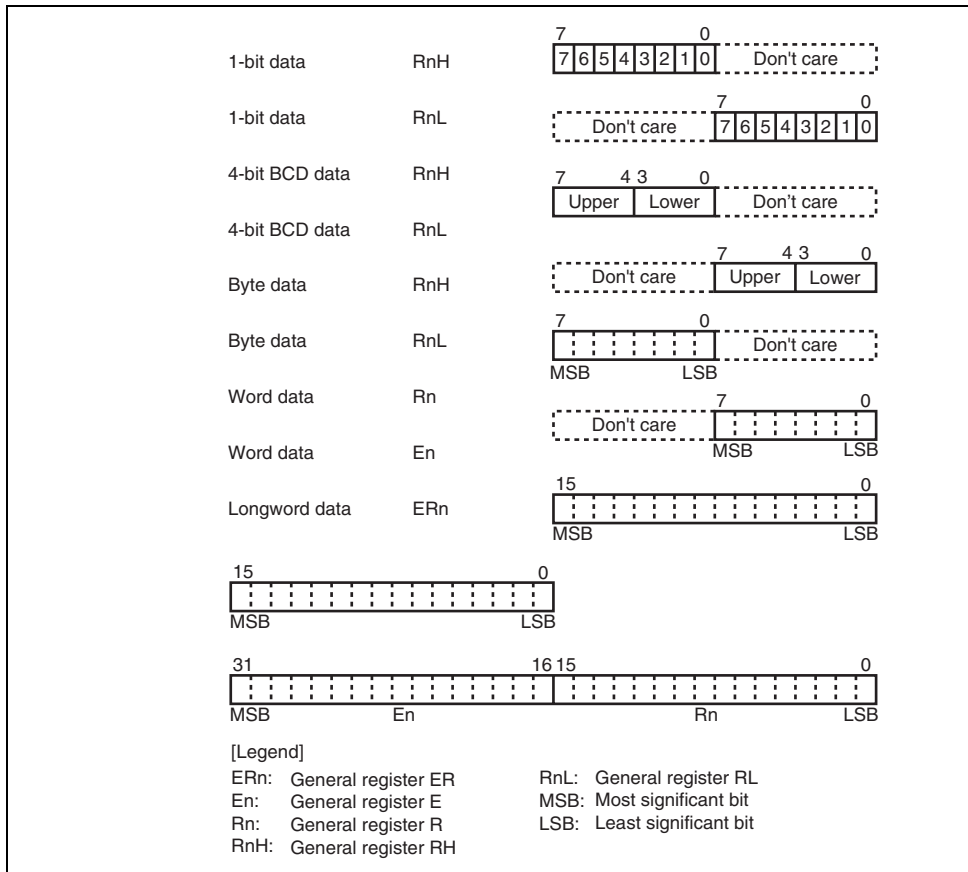 7 0
1-bit data RnH 7 6 5 4 3 2 1 0 Don't care
7 0
1-bit data RnL Don't care 7 6 5 4 3 2 1 0
4-bit BCD data RnH 7 4 3 0
Upper Lower Don't care
4-bit BCD data RnL
7 4 3 0
Byte data RnH Don't care Upper Lower
7 0
Byte data RnL Don't care
MSB LSB
Word data Rn 7 0
Don't care
MSB LSB
Word data En
15 0
Longword data ERn
MSB LSB
15 0
MSB LSB
31 16 15 0
MSB En Rn LSB
[Legend]
ERn: General register ER RnL: General register RL
En: General register E MSB: Most significant bit
Rn: General register R LSB: Least significant bit
RnH: General register RH